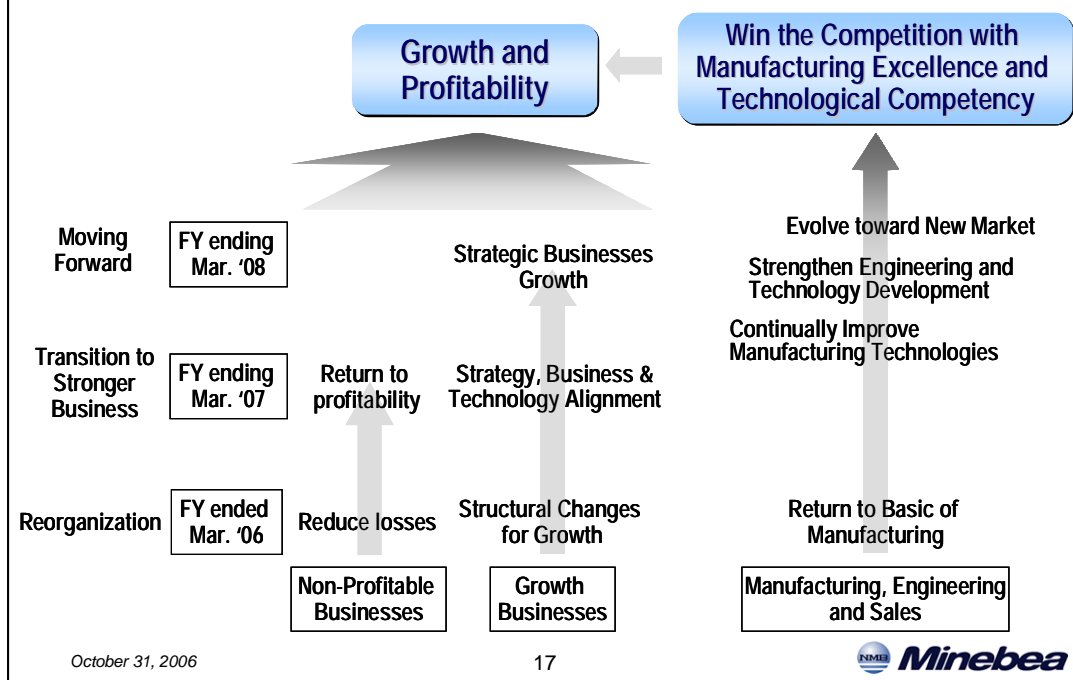 Growth and
Profitability
Win the Competition with
Manufacturing Excellence and
Technological Competency
Moving
Forward
FY ending
Mar. ‘08
Strategic Businesses
Growth
Evolve toward New Market
Strengthen Engineering and
Technology Development
Continually Improve
Manufacturing Technologies
Transition to
Stronger
Business
FY ending
Mar. ‘07
Return to
profitability
Strategy, Business &
Technology Alignment
Reorganization
FY ended
Mar. ‘06
Reduce losses
Structural Changes
for Growth
Return to Basic of
Manufacturing
Non-Profitable
Businesses
Growth
Businesses
Manufacturing, Engineering
and Sales
October 31, 2006
17
NMB Minebea